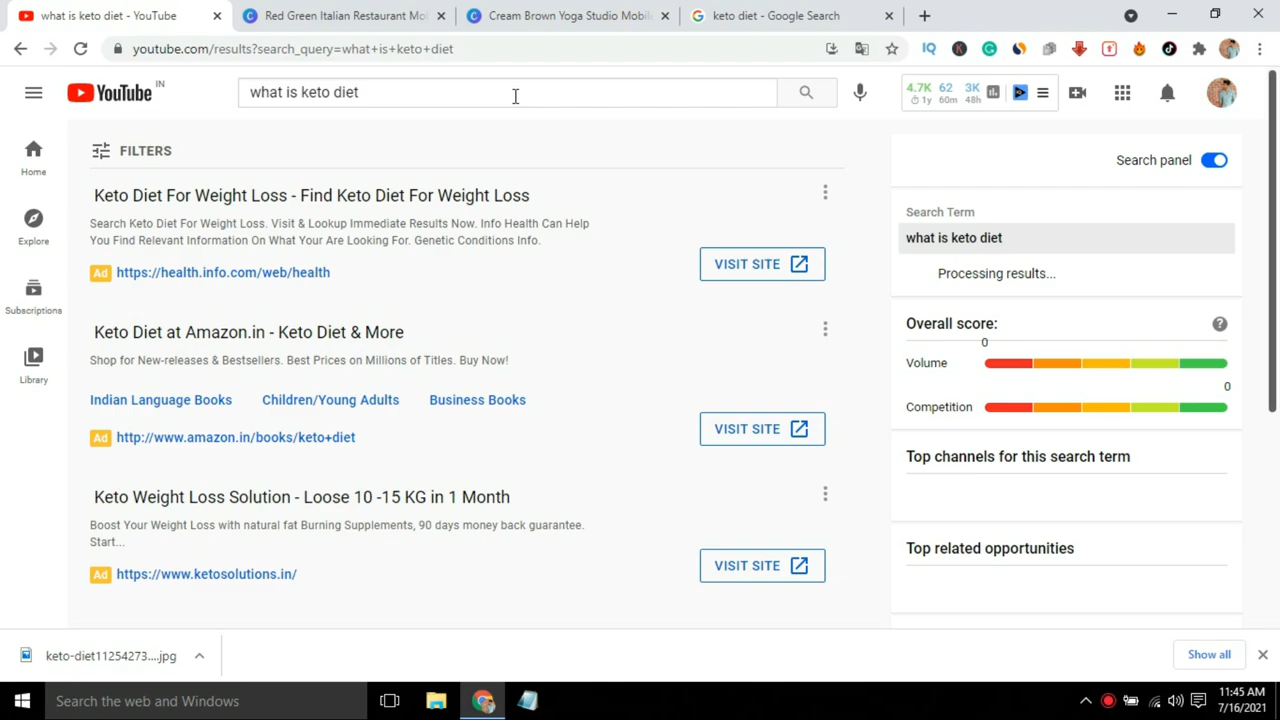 what is keto diet - YouTube
Red Green Italian Restaurant Mo
Cream Brown Yoga Studio Mobile
keto diet - Google Search
youtube.com/results?search_query=what+is+keto+diet
IQ
K
YouTube IN
what is keto diet
4.7K 62 3K
1y 60m 48h
Home
Explore
Subscriptions
Library
FILTERS
Keto Diet For Weight Loss - Find Keto Diet For Weight Loss
Search Keto Diet For Weight Loss. Visit & Lookup Immediate Results Now. Info Health Can Help
You Find Relevant Information On What Your Are Looking For. Genetic Conditions Info.
Ad https://health.info.com/web/health
VISIT SITE
Keto Diet at Amazon.in - Keto Diet & More
Shop for New-releases & Bestsellers. Best Prices on Millions of Titles. Buy Now!
Indian Language Books Children/Young Adults Business Books
Ad http://www.amazon.in/books/keto+diet
VISIT SITE
Keto Weight Loss Solution - Loose 10 -15 KG in 1 Month
Boost Your Weight Loss with natural fat Burning Supplements, 90 days money back guarantee.
Start...
Ad https://www.ketosolutions.in/
VISIT SITE
Search panel
Search Term
what is keto diet
Processing results...
Overall score:
?
0
Volume
0
Competition
Top channels for this search term
Top related opportunities
keto-diet11254273....jpg
Show all
Search the web and Windows
11:45 AM
7/16/2021